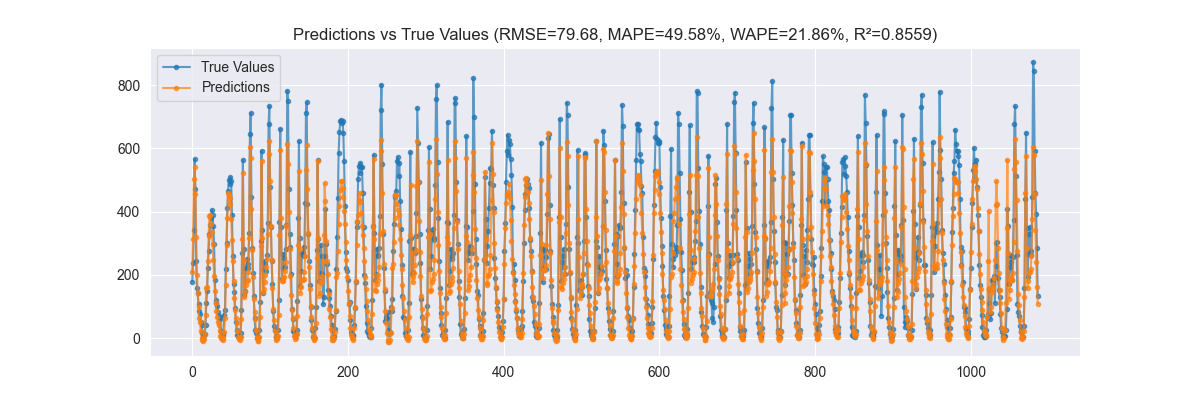 Predictions vs True Values (RMSE=79.68, MAPE=49.58%, WAPE=21.86%, R²=0.8559)
True Values
Predictions
800
600
400
200
0
0 200 400 600 800 1000